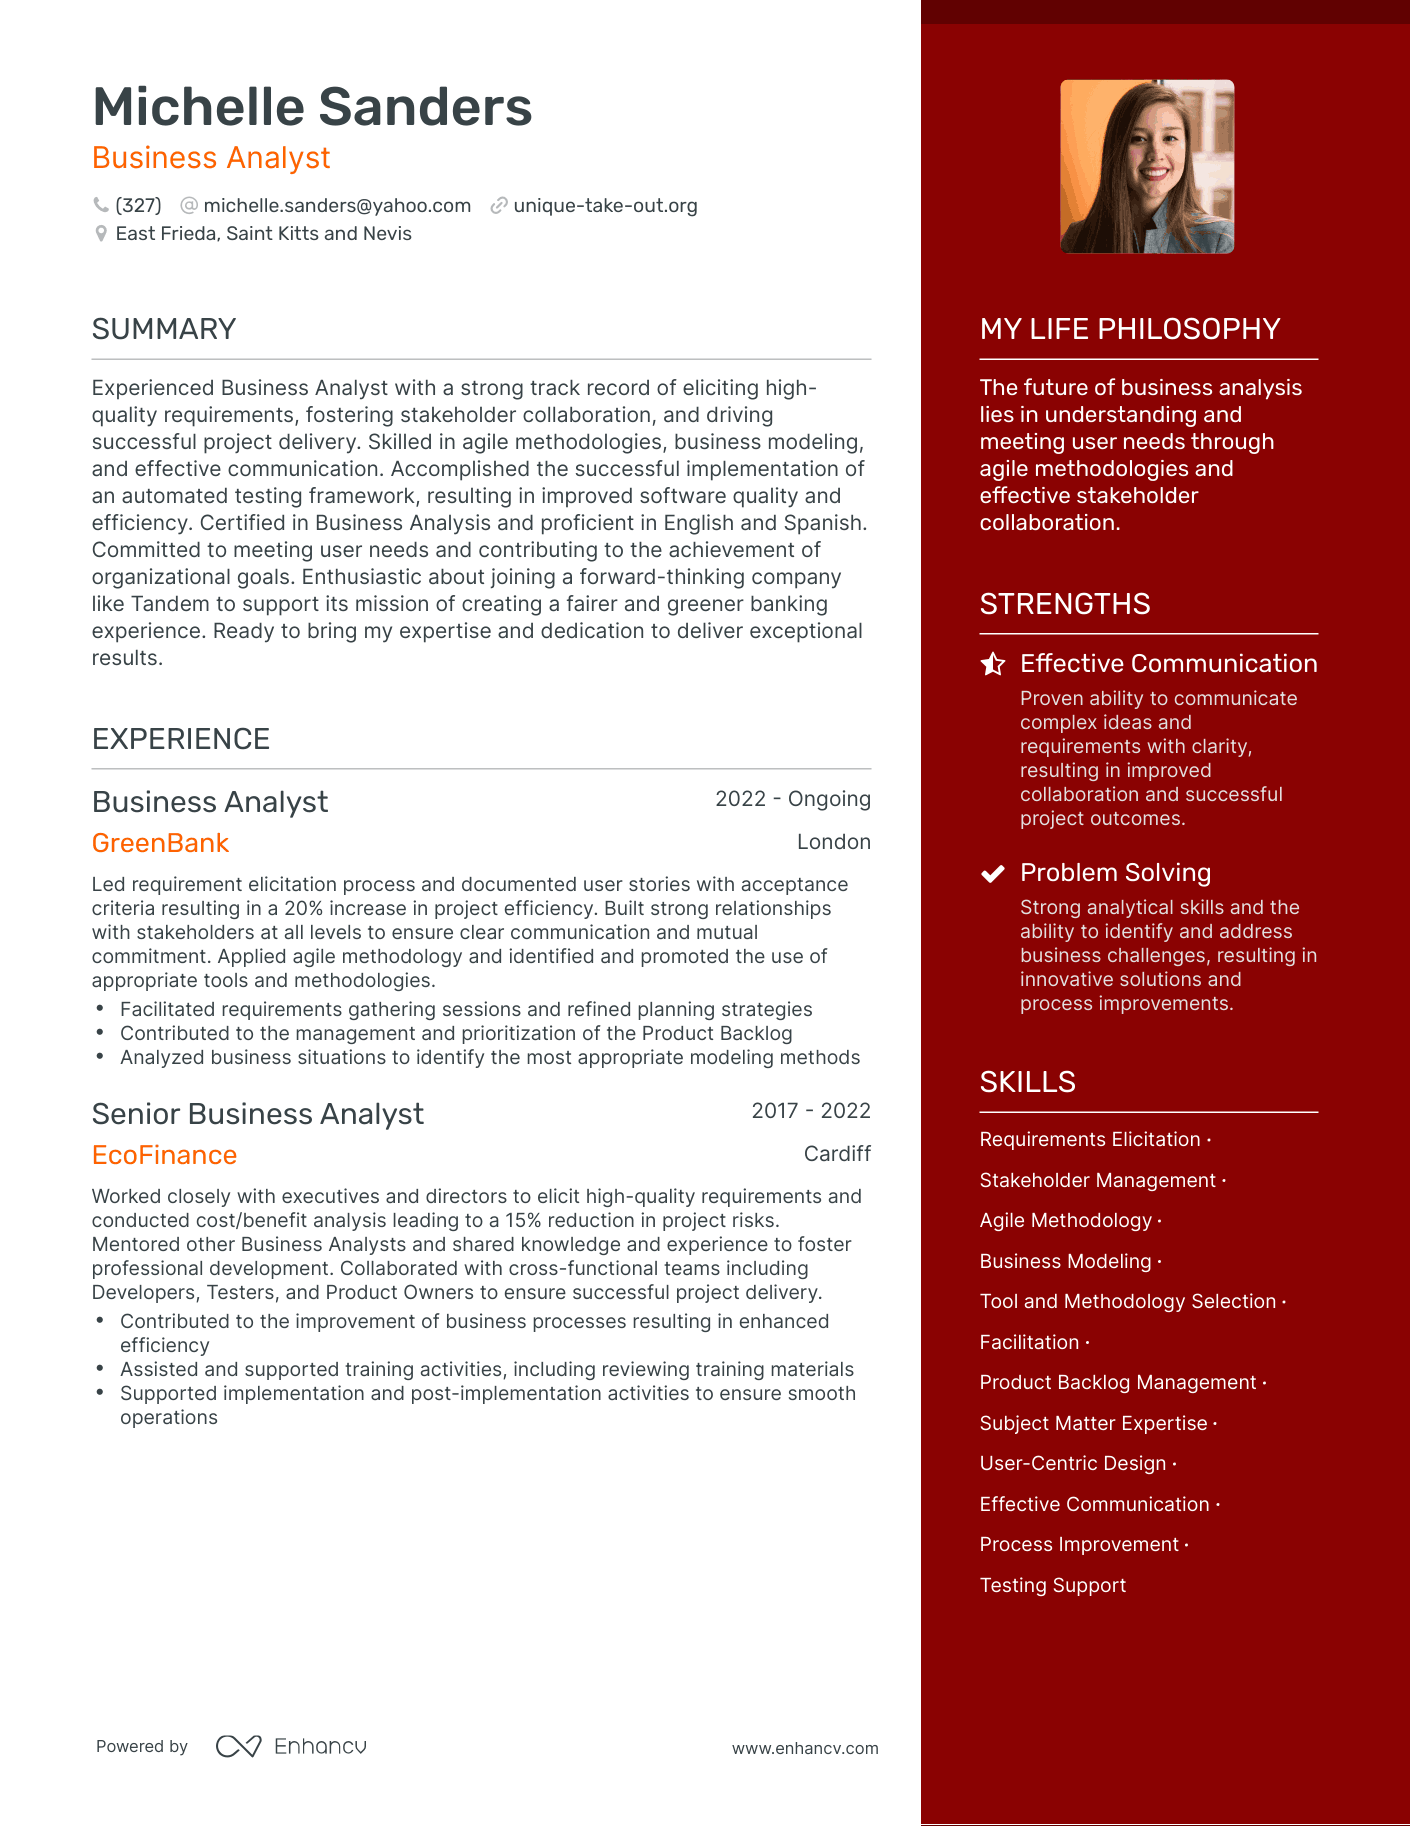 Michelle Sanders
Business Analyst
(327) michelle.sanders@yahoo.com unique-take-out.org
East Frieda, Saint Kitts and Nevis
SUMMARY
Experienced Business Analyst with a strong track record of eliciting high-
quality requirements, fostering stakeholder collaboration, and driving
successful project delivery. Skilled in agile methodologies, business modeling,
and effective communication. Accomplished the successful implementation of
an automated testing framework, resulting in improved software quality and
efficiency. Certified in Business Analysis and proficient in English and Spanish.
Committed to meeting user needs and contributing to the achievement of
organizational goals. Enthusiastic about joining a forward-thinking company
like Tandem to support its mission of creating a fairer and greener banking
experience. Ready to bring my expertise and dedication to deliver exceptional
results.
EXPERIENCE
Business Analyst 2022 - Ongoing
GreenBank London
Led requirement elicitation process and documented user stories with acceptance
criteria resulting in a 20% increase in project efficiency. Built strong relationships
with stakeholders at all levels to ensure clear communication and mutual
commitment. Applied agile methodology and identified and promoted the use of
appropriate tools and methodologies.
• Facilitated requirements gathering sessions and refined planning strategies
• Contributed to the management and prioritization of the Product Backlog
• Analyzed business situations to identify the most appropriate modeling methods
Senior Business Analyst 2017 - 2022
EcoFinance Cardiff
Worked closely with executives and directors to elicit high-quality requirements and
conducted cost/benefit analysis leading to a 15% reduction in project risks.
Mentored other Business Analysts and shared knowledge and experience to foster
professional development. Collaborated with cross-functional teams including
Developers, Testers, and Product Owners to ensure successful project delivery.
• Contributed to the improvement of business processes resulting in enhanced
efficiency
• Assisted and supported training activities, including reviewing training materials
• Supported implementation and post-implementation activities to ensure smooth
operations
MY LIFE PHILOSOPHY
The future of business analysis
lies in understanding and
meeting user needs through
agile methodologies and
effective stakeholder
collaboration.
STRENGTHS
Effective Communication
Proven ability to communicate
complex ideas and
requirements with clarity,
resulting in improved
collaboration and successful
project outcomes.
Problem Solving
Strong analytical skills and the
ability to identify and address
business challenges, resulting in
innovative solutions and
process improvements.
SKILLS
Requirements Elicitation ·
Stakeholder Management ·
Agile Methodology ·
Business Modeling ·
Tool and Methodology Selection ·
Facilitation ·
Product Backlog Management ·
Subject Matter Expertise ·
User-Centric Design ·
Effective Communication ·
Process Improvement ·
Testing Support
Powered by Enhancv www.enhancv.com